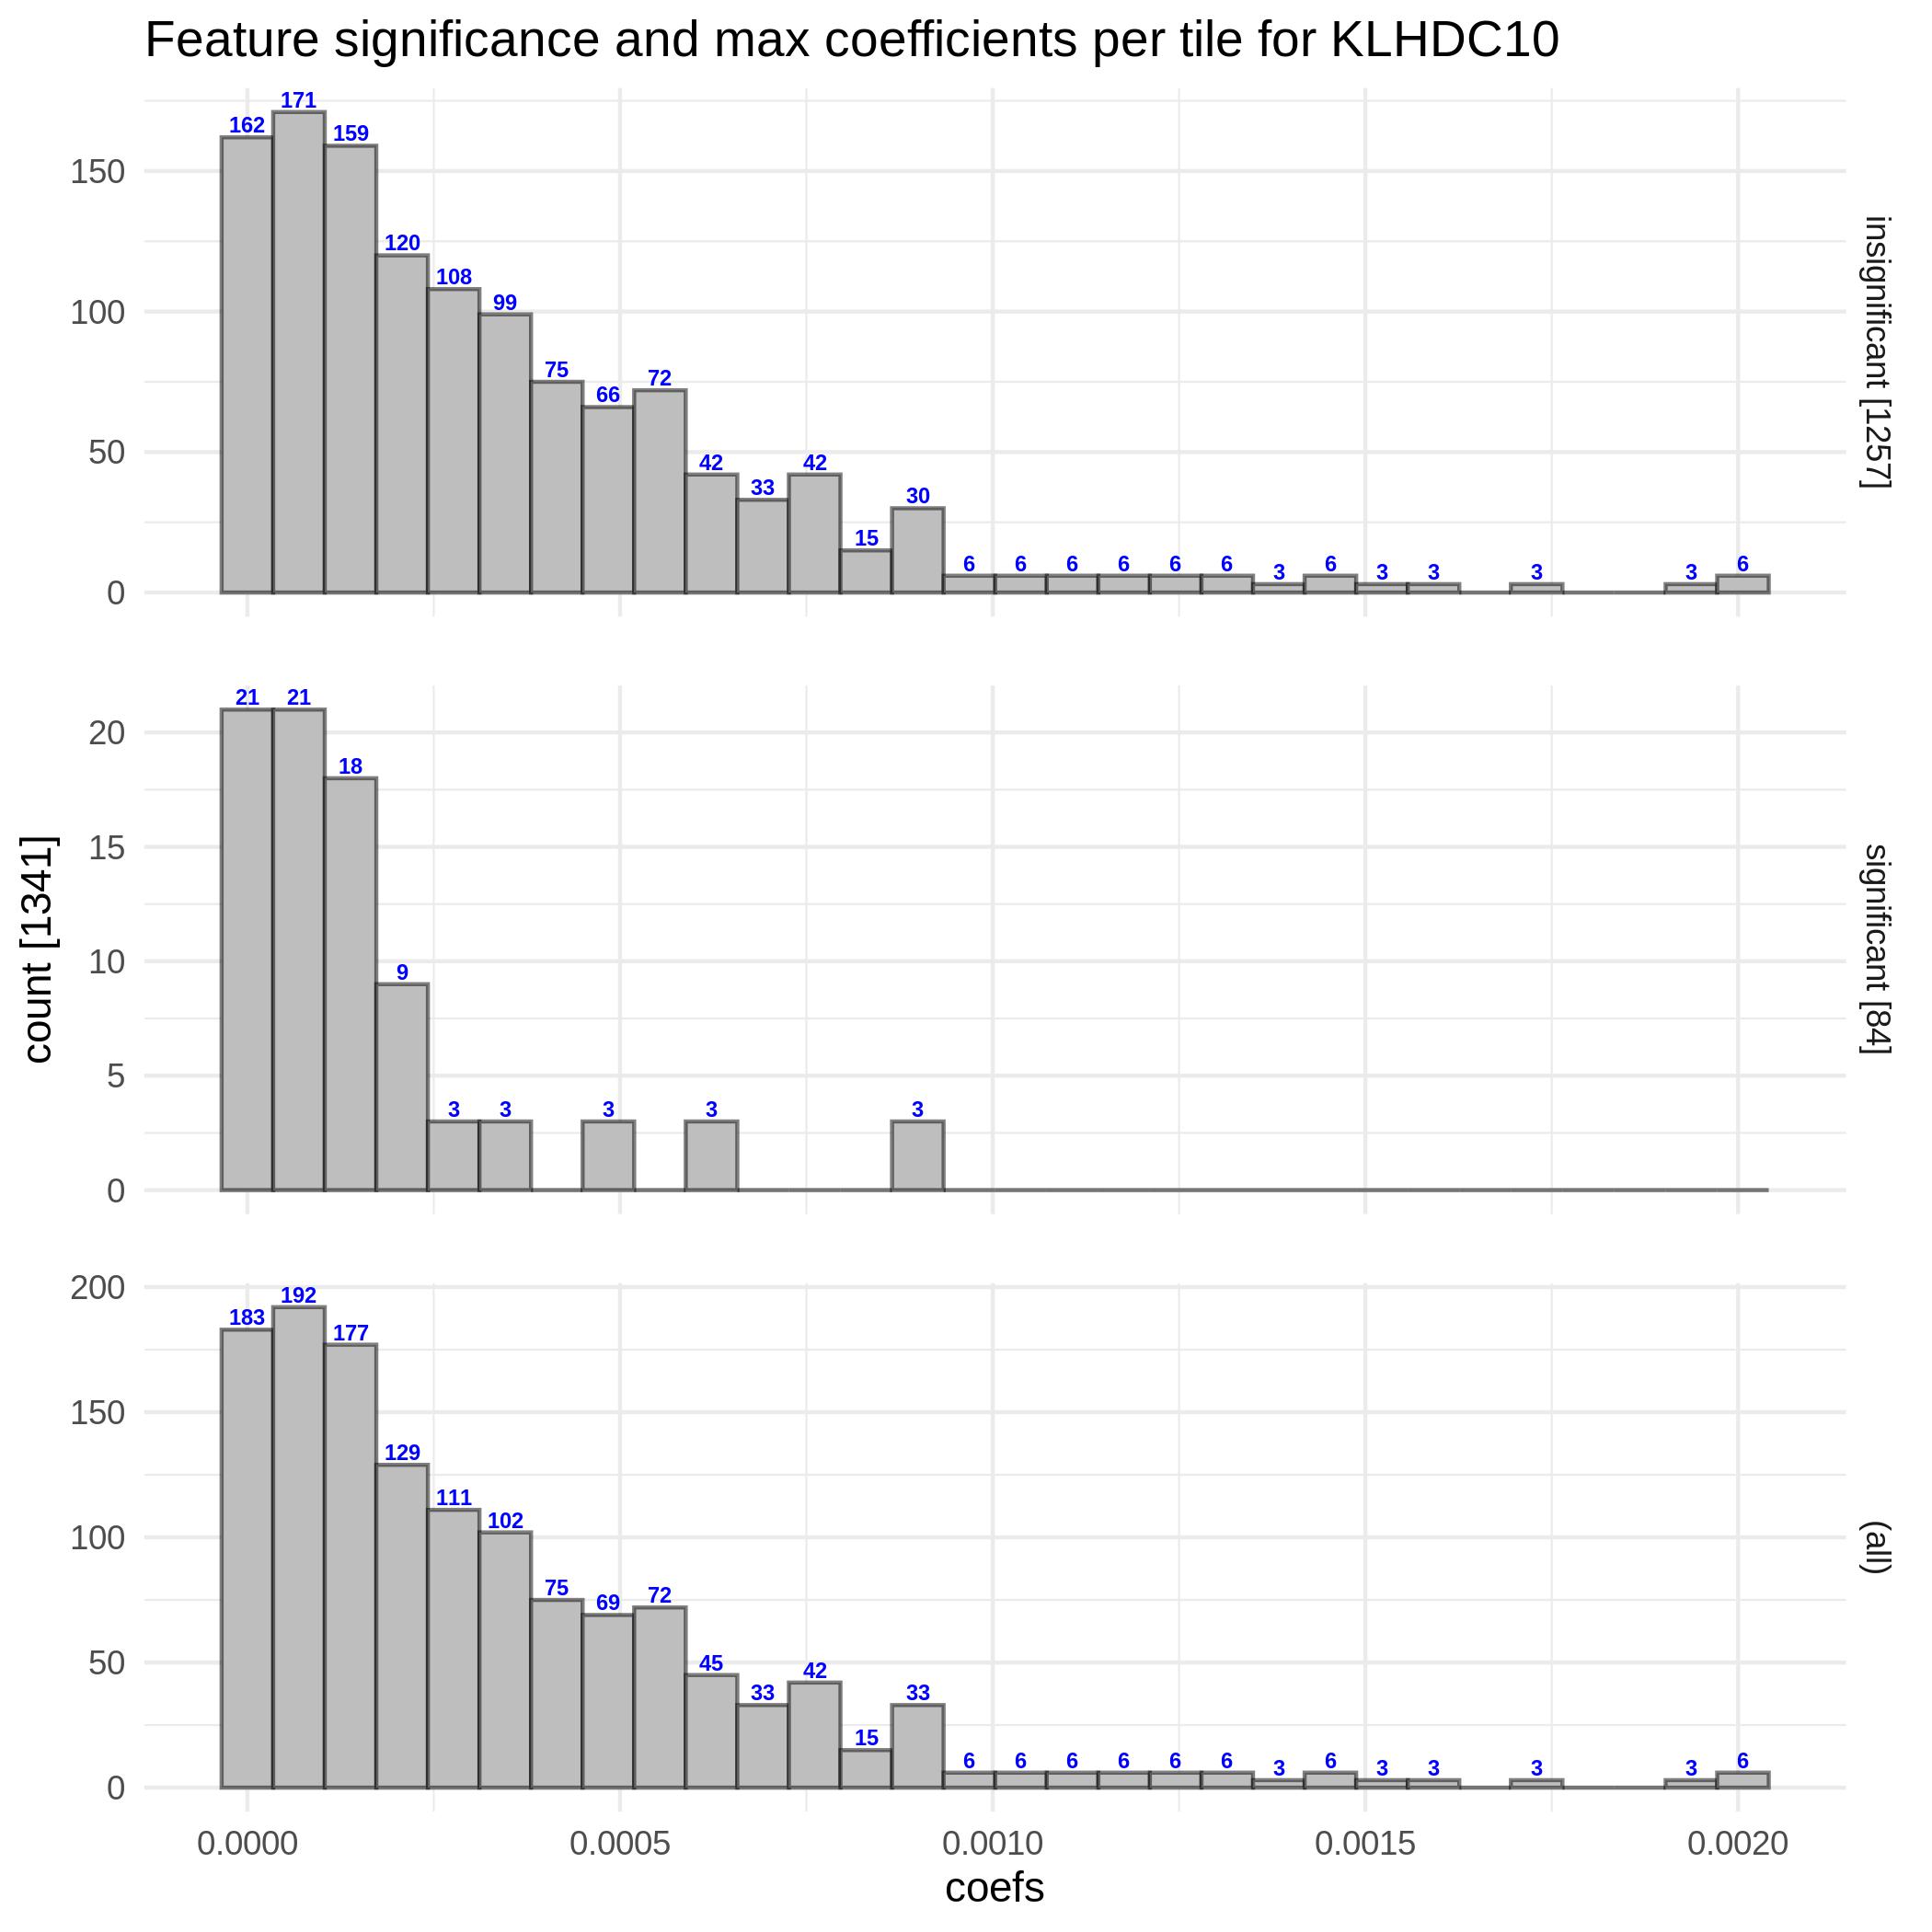 Feature significance and max coefficients per tile for KLHDC10
count [1341]
insignificant [1257]
150
100
50
0
162 171 159 120 108 99 75 66 72 42 33 42 15 30 6 6 6 6 6 6 3 6 3 3 3 3 6
significant [84]
20
15
10
5
0
21 21 18 9 3 3 3 3 3
(all)
200
150
100
50
0
183 192 177 129 111 102 75 69 72 45 33 42 15 33 6 6 6 6 6 6 3 6 3 3 3 3 6
0.0000 0.0005 0.0010 0.0015 0.0020
coefs